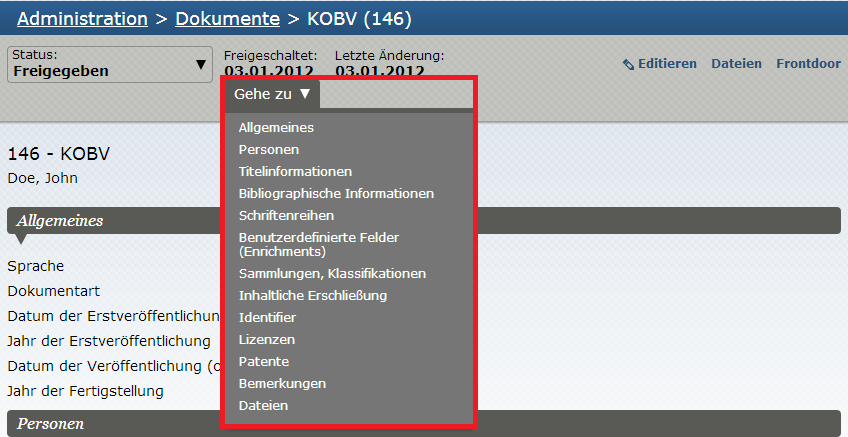 Administration > Dokumente > KOBV (146)
Status:
Freigegeben ▼
Freigeschaltet:
03.01.2012
Letzte Änderung:
03.01.2012
Editieren Dateien Frontdoor
Gehe zu ▼
Allgemeines
Personen
Titelinformationen
Bibliographische Informationen
Schriftenreihen
Benutzerdefinierte Felder
(Enrichments)
Sammlungen, Klassifikationen
Inhaltliche Erschließung
Identifier
Lizenzen
Patente
Bemerkungen
Dateien
146 - KOBV
Doe, John
Allgemeines
Sprache
Dokumentart
Datum der Erstveröffentlichun
Jahr der Erstveröffentlichung
Datum der Veröffentlichung (o
Jahr der Fertigstellung
Personen